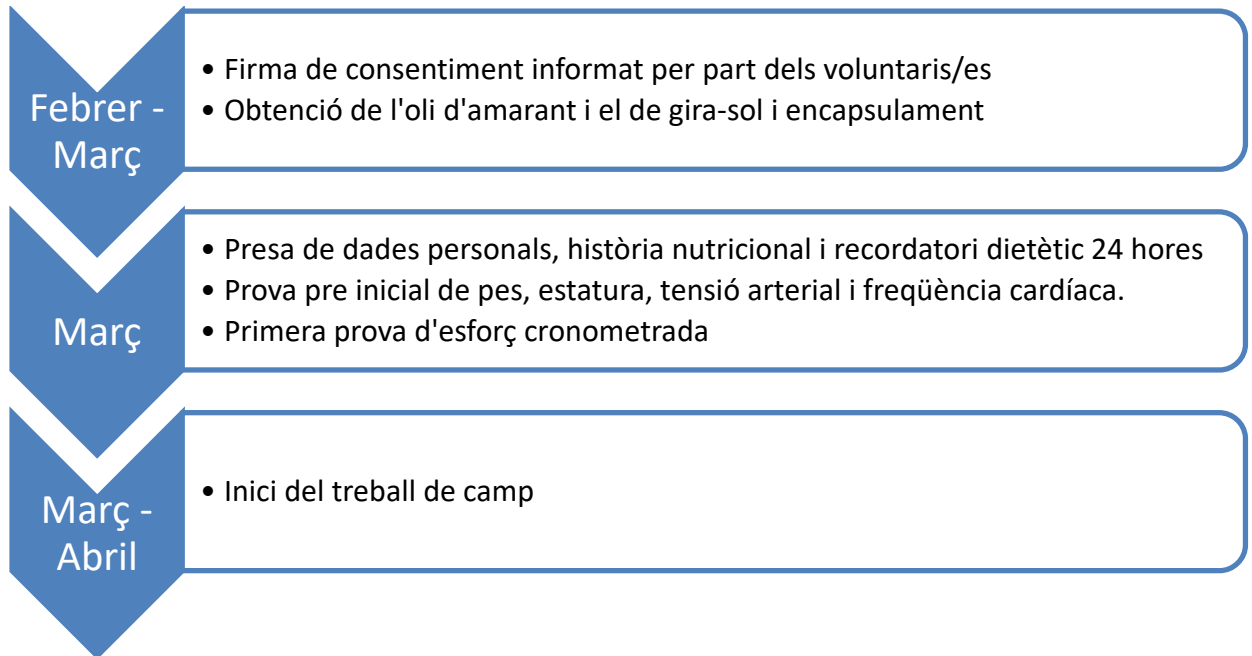 Febrer -
Març
• Firma de consentiment informat per part dels voluntaris/es
• Obtenció de l'oli d'amarant i el de gira-sol i encapsulament
Març
• Presa de dades personals, història nutricional i recordatori dietètic 24 hores
• Prova pre inicial de pes, estatura, tensió arterial i freqüència cardíaca.
• Primera prova d'esforç cronometrada
Març -
Abril
• Inici del treball de camp